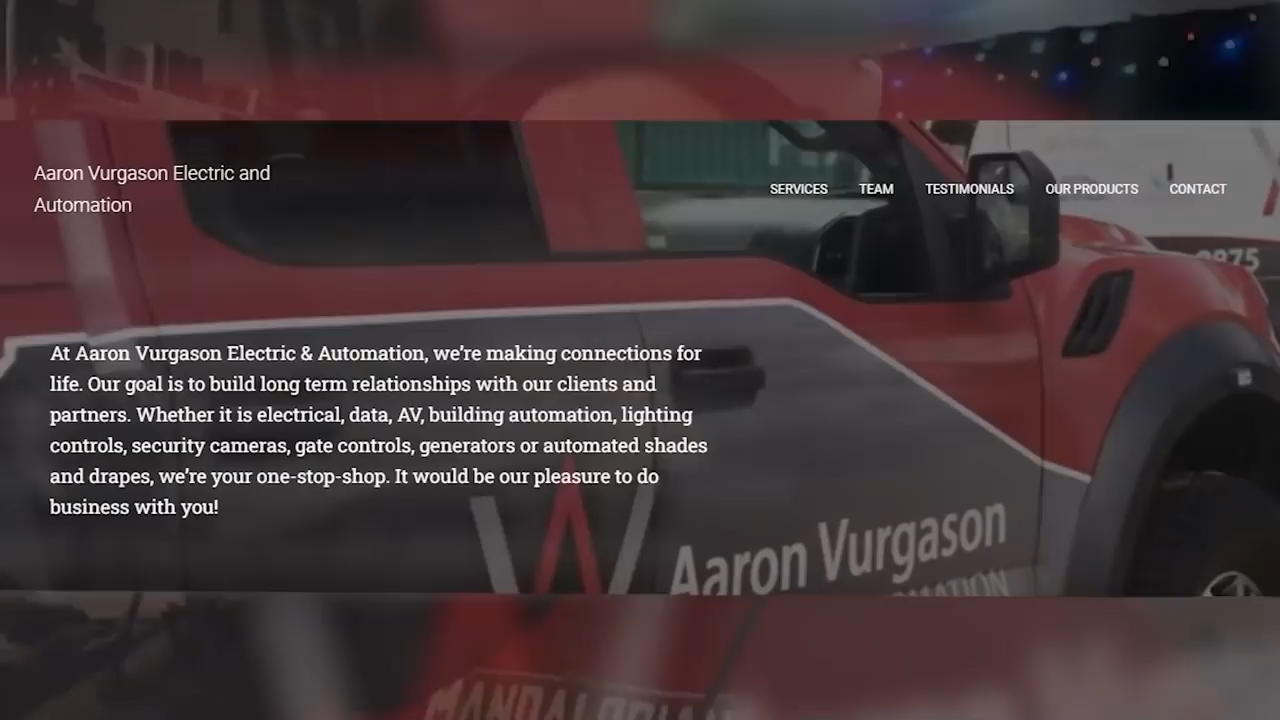 Aaron Vurgason Electric and
Automation
SERVICES TEAM TESTIMONIALS OUR PRODUCTS CONTACT
At Aaron Vurgason Electric & Automation, we’re making connections for
life. Our goal is to build long term relationships with our clients and
partners. Whether it is electrical, data, AV, building automation, lighting
controls, security cameras, gate controls, generators or automated shades
and drapes, we’re your one-stop-shop. It would be our pleasure to do
business with you!
Aaron Vurgason
MANDALORIAN